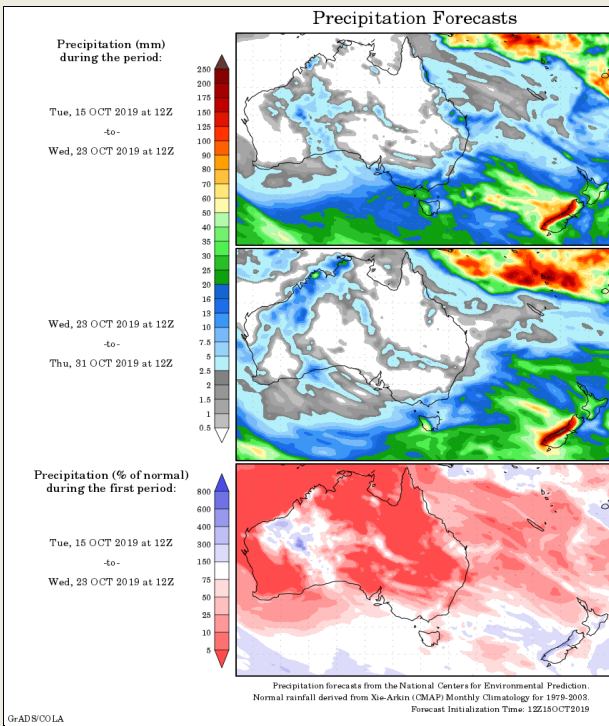 Precipitation Forecasts
Precipitation (mm)
during the period:
Tue, 15 OCT 2019 at 12Z
-to-
Wed, 23 OCT 2019 at 12Z
250
200
175
150
125
100
90
80
70
60
50
40
35
30
25
20
16
13
10
7.5
5
2.5
2
1.5
1
0.5
Wed, 23 OCT 2019 at 12Z
-to-
Thu, 31 OCT 2019 at 12Z
Precipitation (% of normal)
during the first period:
Tue, 15 OCT 2019 at 12Z
-to-
Wed, 23 OCT 2019 at 12Z
800
600
400
300
150
75
50
25
10
5
Precipitation forecasts from the National Centers for Environmental Prediction.
Normal rainfall derived from Xie-Arkin (CMAP) Monthly Climatology for 1979-2003.
Forecast Initialization Time: 12Z15OCT2019
GrADS/COLA